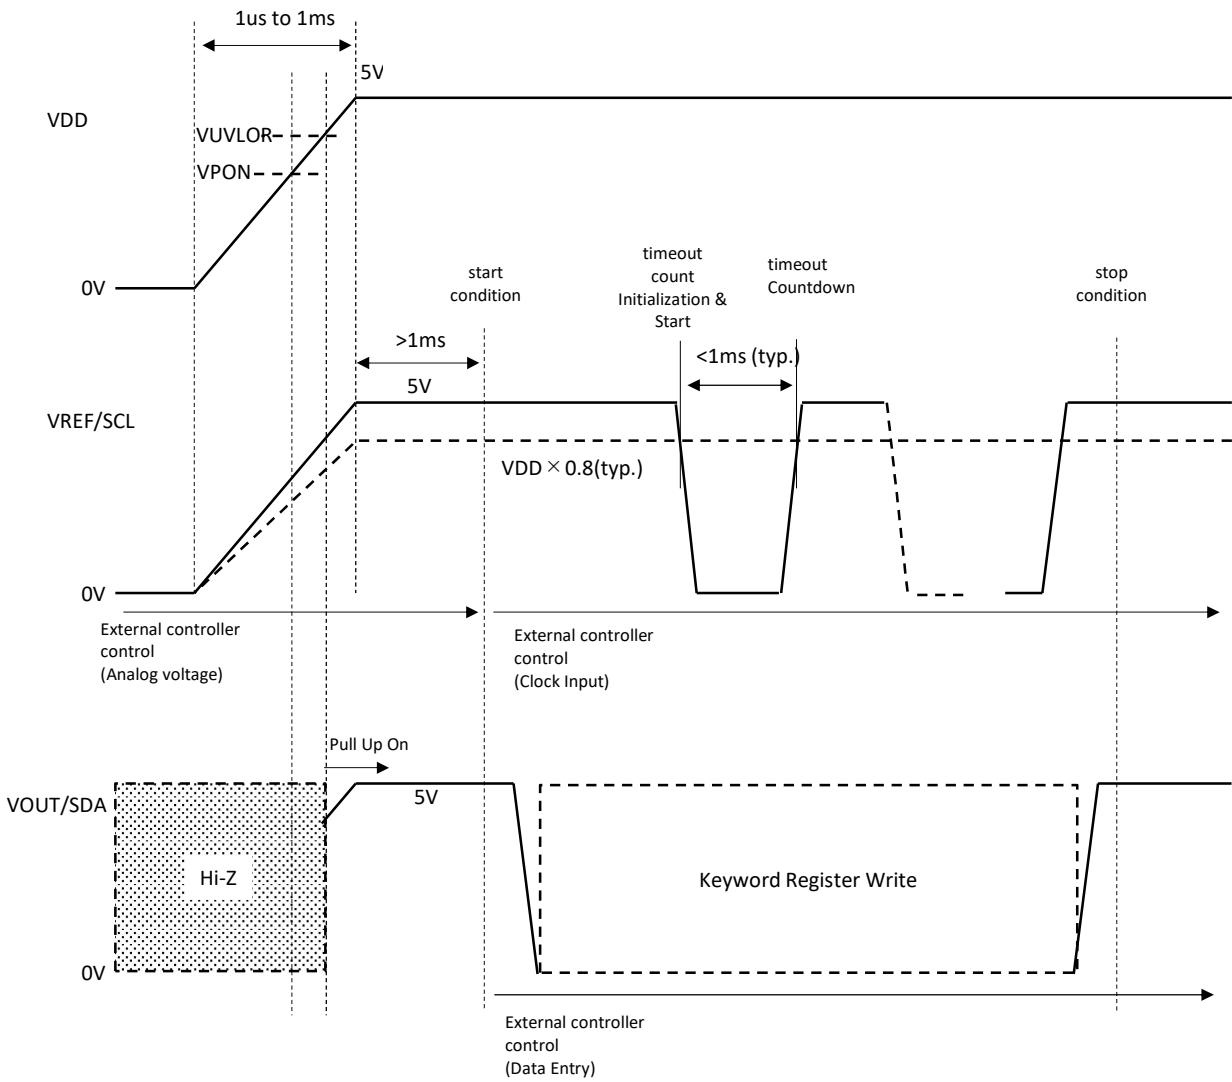 1us to 1ms
5V
VDD
VUVLOR
VPON
0V
start
condition
timeout
count
Initialization &
Start
timeout
Countdown
stop
condition
>1ms
<1ms (typ.)
5V
VREF/SCL
VDD × 0.8(typ.)
0V
External controller
control
(Analog voltage)
External controller
control
(Clock Input)
Pull Up On
VOUT/SDA
5V
Hi-Z
Keyword Register Write
0V
External controller
control
(Data Entry)